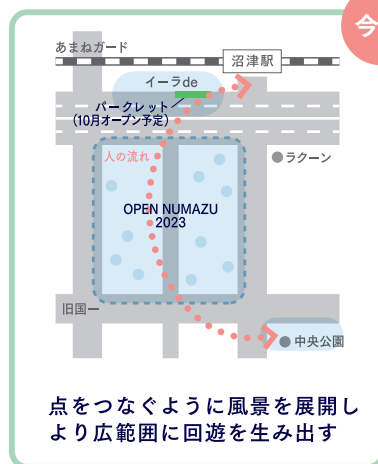 今
あまねガード
沼津駅
イーラde
パークレット
(10月オープン予定)
人の流れ
ラクーン
OPEN NUMAZU
2023
旧国一
中央公園
点をつなぐように風景を展開し
より広範囲に回遊を生み出す